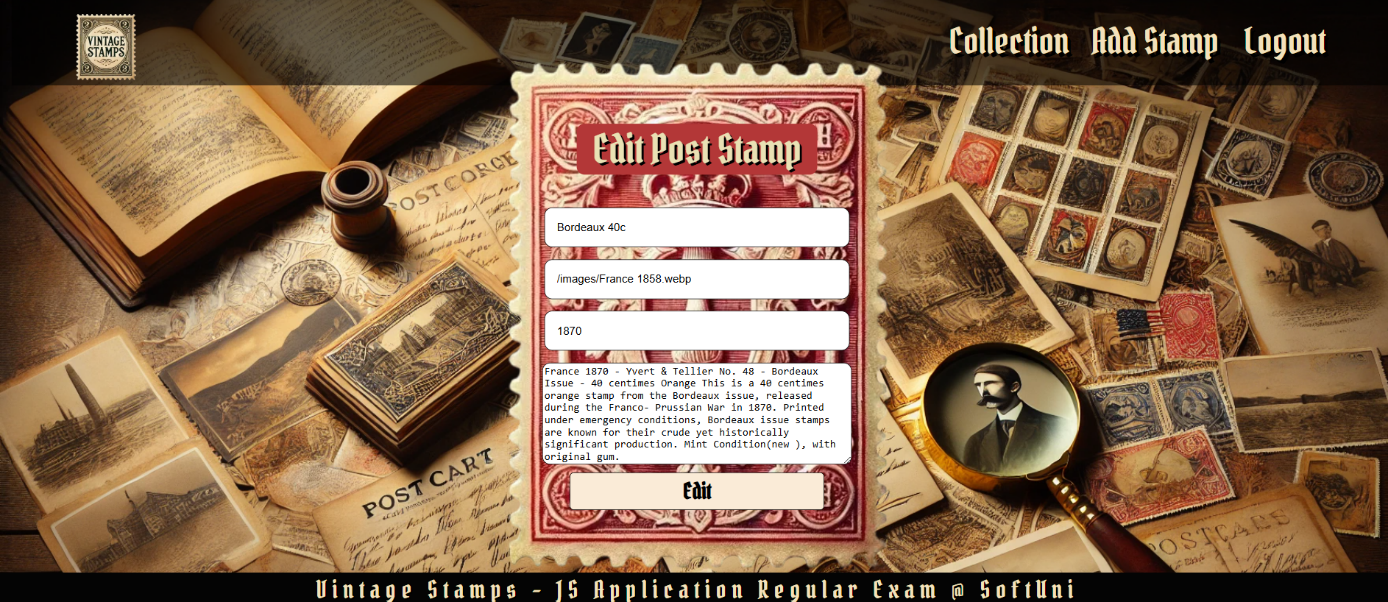 VINTAGE
STAMPS
Collection Add Stamp Logout
POST CORGE
Edit Post Stamp
Bordeaux 40c
/images/France 1858.webp
1870
France 1870 - Yvert & Tellier No. 48 - Bordeaux
Issue - 40 centimes Orange This is a 40 centimes
orange stamp from the Bordeaux issue, released
during the Franco- Prussian War in 1870. Printed
under emergency conditions, Bordeaux issue stamps
are known for their crude yet historically
significant production. Mint Condition(new ), with
original gum.
Edit
POST CART
Vintage Stamps - JS Application Regular Exam @ SoftUni